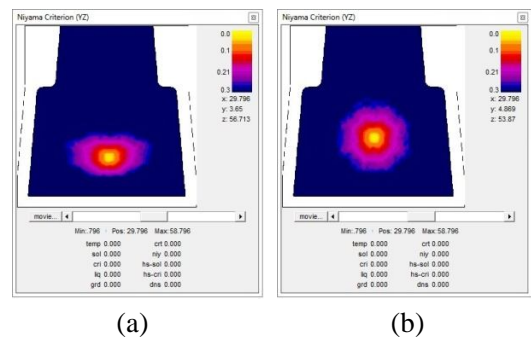 Niyama Criterion (YZ)
0.0
0.1
0.21
0.3
x: 29.796
y: 3.65
z: 56.713
movie...
Min:.796 · Pos: 29.796 Max:58.796
temp 0.000 crt 0.000
sol 0.000 niy 0.000
cri 0.000 hs-sol 0.000
liq 0.000 hs-cri 0.000
grd 0.000 dns 0.000
(a)
Niyama Criterion (YZ)
0.0
0.1
0.21
0.3
x: 29.796
y: 4.869
z: 53.87
movie...
Min:.796 · Pos: 29.796 Max:58.796
temp 0.000 crt 0.000
sol 0.000 niy 0.000
cri 0.000 hs-sol 0.000
liq 0.000 hs-cri 0.000
grd 0.000 dns 0.000
(b)